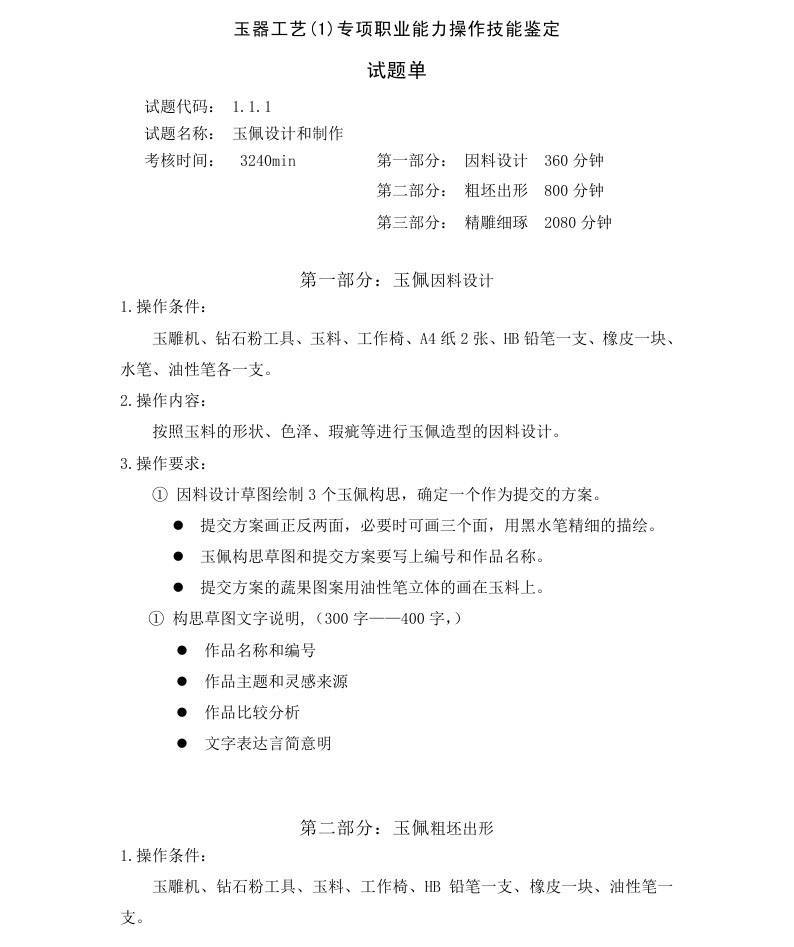 玉器工艺(1)专项职业能力操作技能鉴定
试题单
试题代码： 1.1.1
试题名称： 玉佩设计和制作
考核时间： 3240min 第一部分： 因料设计 360 分钟
第二部分： 粗坯出形 800 分钟
第三部分： 精雕细琢 2080 分钟
第一部分：玉佩因料设计
1.操作条件：
玉雕机、钻石粉工具、玉料、工作椅、A4 纸 2 张、HB 铅笔一支、橡皮一块、
水笔、油性笔各一支。
2.操作内容：
按照玉料的形状、色泽、瑕疵等进行玉佩造型的因料设计。
3.操作要求：
① 因料设计草图绘制 3 个玉佩构思，确定一个作为提交的方案。
● 提交方案画正反两面，必要时可画三个面，用黑水笔精细的描绘。
● 玉佩构思草图和提交方案要写上编号和作品名称。
● 提交方案的蔬果图案用油性笔立体的画在玉料上。
① 构思草图文字说明,（300 字——400 字,）
● 作品名称和编号
● 作品主题和灵感来源
● 作品比较分析
● 文字表达言简意明
第二部分：玉佩粗坯出形
1.操作条件：
玉雕机、钻石粉工具、玉料、工作椅、HB 铅笔一支、橡皮一块、油性笔一
支。